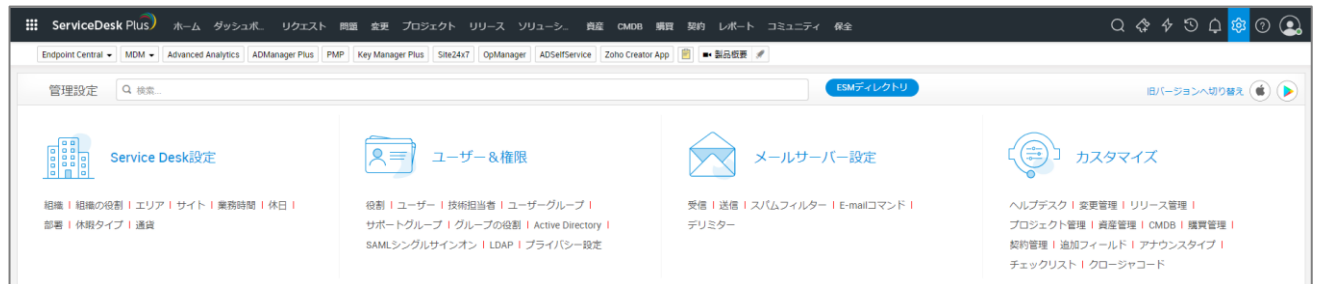 ServiceDesk Plus ホーム ダッシュボ... リクエスト 問題 変更 プロジェクト リリース ソリューシ... 資産 CMDB 購買 契約 レポート コミュニティ 保全
Endpoint Central MDM Advanced Analytics ADManager Plus PMP Key Manager Plus Site24x7 OpManager ADSelfService Zoho Creator App 製品概要
管理設定 検索... ESMディレクトリ 旧バージョンへ切り替え
Service Desk設定
組織 | 組織の役割 | エリア | サイト | 業務時間 | 休日 |
部署 | 休暇タイプ | 通貨
ユーザー＆権限
役割 | ユーザー | 技術担当者 | ユーザーグループ |
サポートグループ | グループの役割 | Active Directory |
SAMLシングルサインオン | LDAP | プライバシー設定
メールサーバー設定
受信 | 送信 | スパムフィルター | E-mailコマンド |
デリミター
カスタマイズ
ヘルプデスク | 変更管理 | リリース管理 |
プロジェクト管理 | 資産管理 | CMDB | 購買管理 |
契約管理 | 追加フィールド | アナウンスタイプ |
チェックリスト | クロージャコード